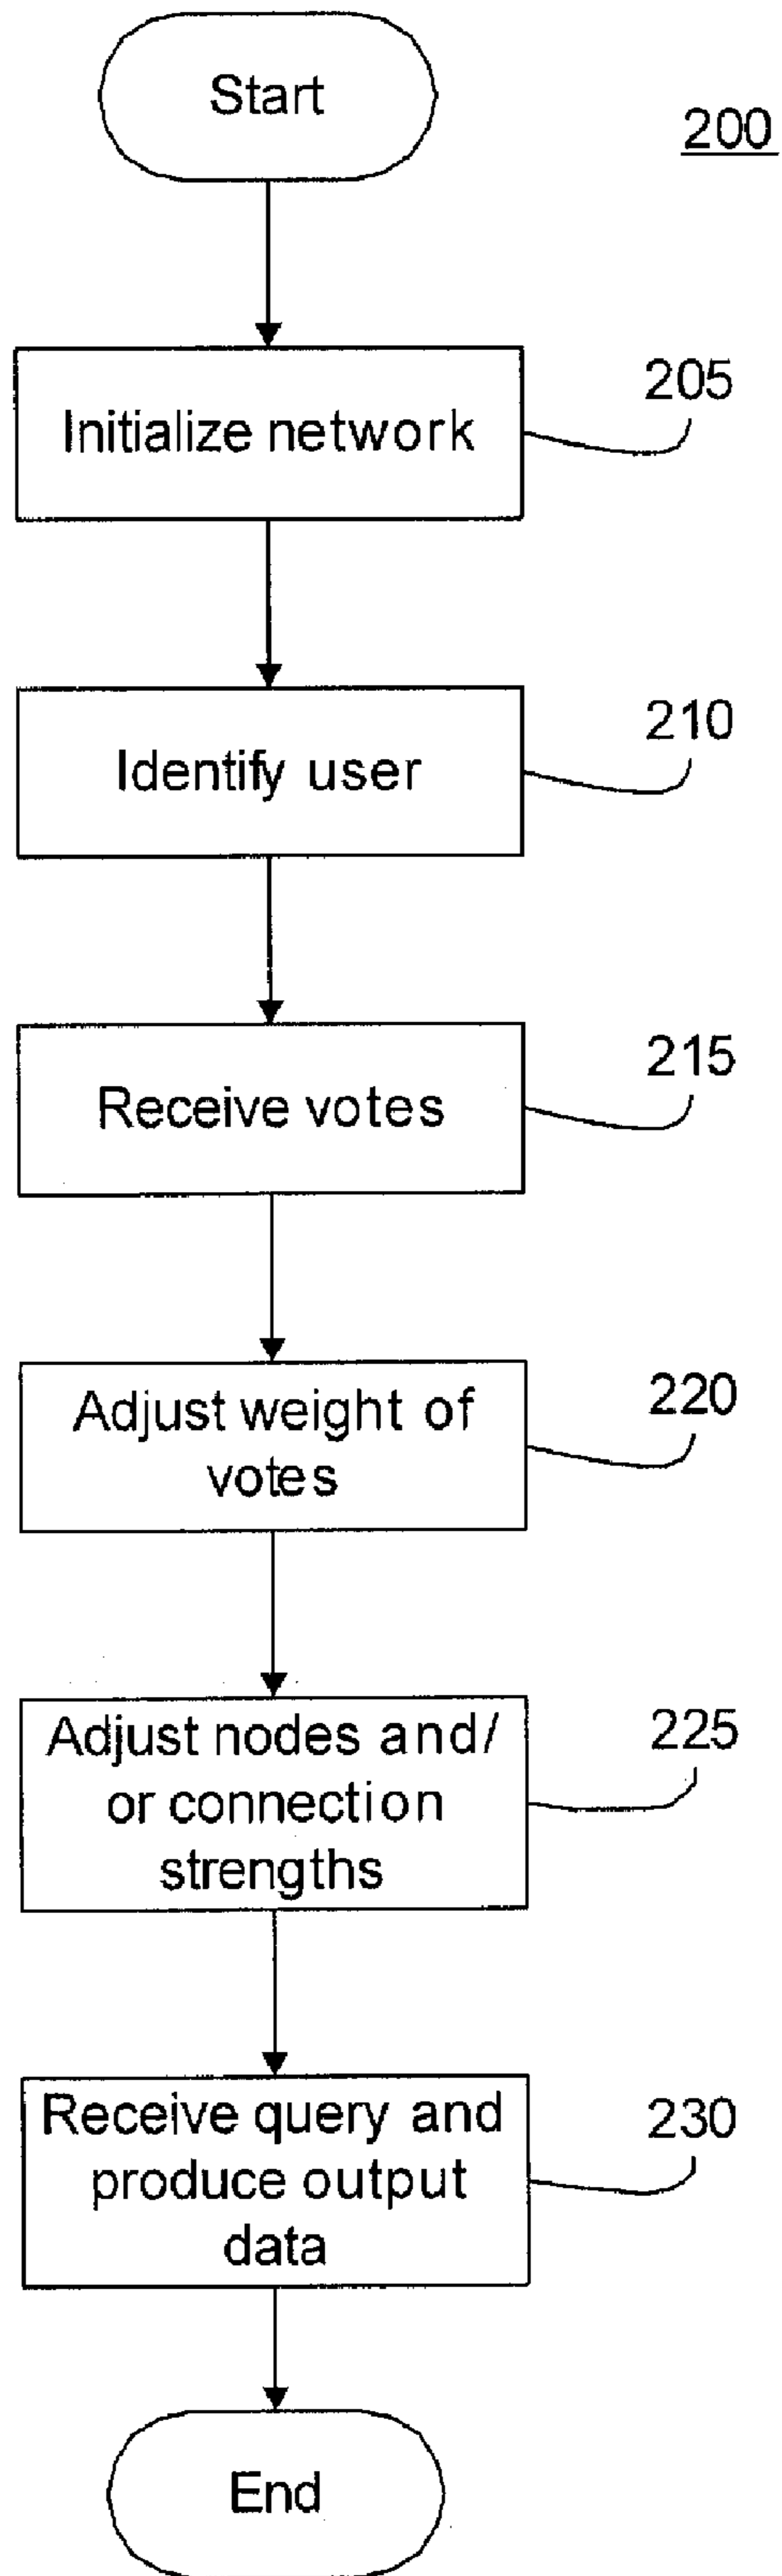 Start
200
Initialize network
205
Identify user
210
Receive votes
215
Adjust weight of
votes
220
Adjust nodes and/
or connection
strengths
225
Receive query and
produce output
data
230
End